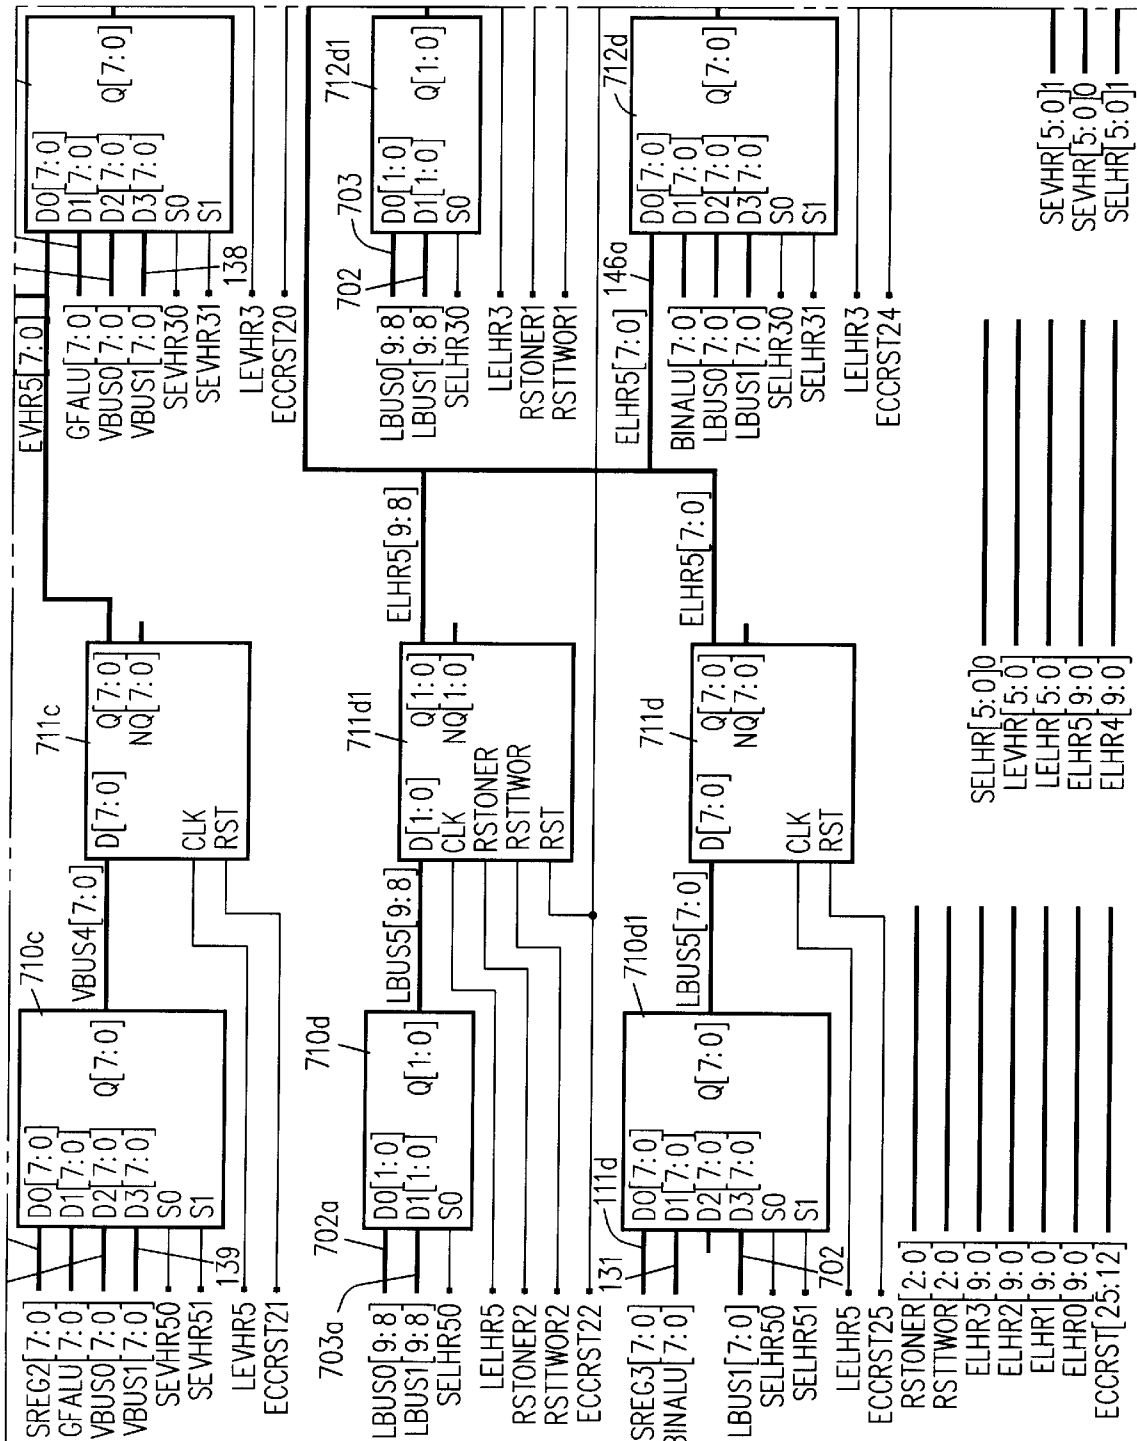 Q[7:0]
D0[7:0]
D1[7:0]
D2[7:0]
D3[7:0]
S0
S1
138
EVHR5[7:0]
GFALU[7:0]
VBUS0[7:0]
VBUS1[7:0]
SEVHR30
SEVHR31
LEVHR3
ECCRST20
712d1
Q[1:0]
D0[1:0]
D1[1:0]
S0
703
702
LBUS0[9:8]
LBUS1[9:8]
SELHR30
LELHR3
RSTONER1
RSTTWOR1
712d
Q[7:0]
D0[7:0]
D1[7:0]
D2[7:0]
D3[7:0]
S0
S1
146a
ELHR5[7:0]
BINALU[7:0]
LBUS0[7:0]
LBUS1[7:0]
SELHR30
SELHR31
LELHR3
ECCRST24
SEVHR[5:0]1
SEVHR[5:0]0
SELHR[5:0]1
711c
D[7:0]
Q[7:0]
NQ[7:0]
CLK
RST
VBUS4[7:0]
ELHR5[9:8]
711d1
D[1:0]
Q[1:0]
NQ[1:0]
CLK
RSTONER
RSTTWOR
RST
LBUS5[9:8]
ELHR5[7:0]
711d
D[7:0]
Q[7:0]
NQ[7:0]
CLK
RST
LBUS5[7:0]
SELHR[5:0]0
LEVHR[5:0]
LELHR[5:0]
ELHR5[9:0]
ELHR4[9:0]
710c
Q[7:0]
D0[7:0]
D1[7:0]
D2[7:0]
D3[7:0]
S0
S1
139
SREG2[7:0]
GFALU[7:0]
VBUS0[7:0]
VBUS1[7:0]
SEVHR50
SEVHR51
LEVHR5
ECCRST21
710d
Q[1:0]
D0[1:0]
D1[1:0]
S0
702a
703a
LBUS0[9:8]
LBUS1[9:8]
SELHR50
LELHR5
RSTONER2
RSTTWOR2
ECCRST22
710d1
Q[7:0]
D0[7:0]
D1[7:0]
D2[7:0]
D3[7:0]
S0
S1
111d
131
702
SREG3[7:0]
BINALU[7:0]
LBUS1[7:0]
SELHR50
SELHR51
LELHR5
ECCRST25
RSTONER[2:0]
RSTTWOR[2:0]
ELHR3[9:0]
ELHR2[9:0]
ELHR1[9:0]
ELHR0[9:0]
ECCRST[25:12]